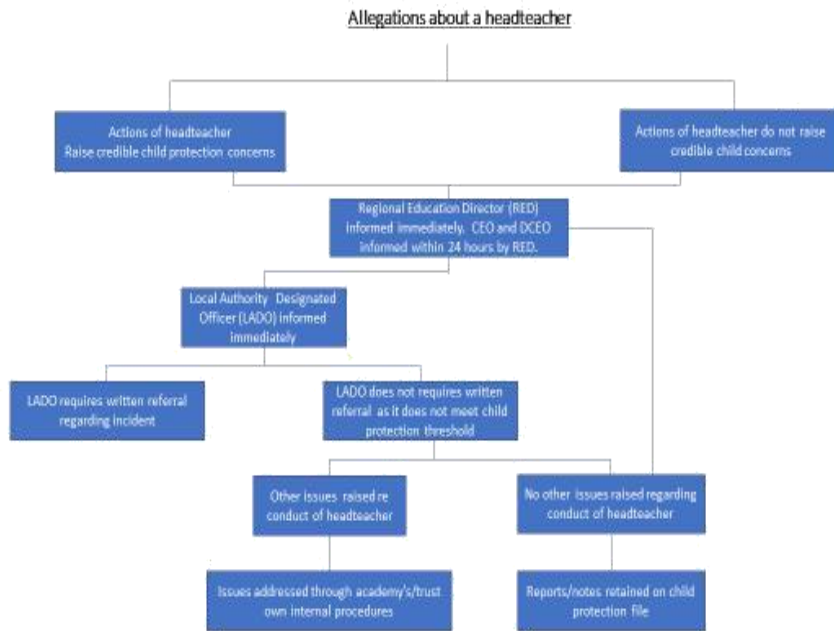 Allegations about a headteacher
Actions of headteacher
Raise credible child protection concerns
Actions of headteacher do not raise
credible child concerns
Regional Education Director (RED)
informed immediately. CEO and DCEO
informed within 24 hours by RED.
Local Authority Designated
Officer (LADO) informed
immediately
LADO requires written referral
regarding incident
LADO does not requires written
referral as it does not meet child
protection threshold
Other issues raised re
conduct of headteacher
No other issues raised regarding
conduct of headteacher
Issues addressed through academy's/trust
own internal procedures
Reports/notes retained on child
protection file